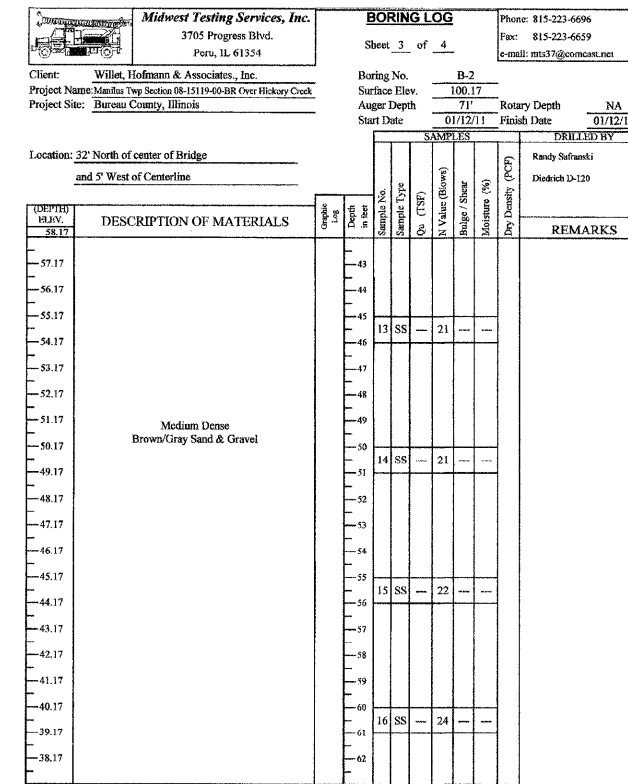 Midwest Testing Services, Inc.
3705 Progress Blvd.
Peru, IL 61354
BORING LOG
Sheet 3 of 4
Phone: 815-223-6696
Fax: 815-223-6659
e-mail: mts37@comcast.net
Client: Willet, Hofmann & Associates, Inc.
Project Name: Manlius Twp Section 08-15119-00-BR Over Hickory Creek
Project Site: Bureau County, Illinois
Boring No. B-2
Surface Elev. 100.17
Auger Depth 71' Rotary Depth NA
Start Date 01/12/11 Finish Date 01/12/1
SAMPLES
DRILLED BY
Location: 32' North of center of Bridge
and 5' West of Centerline
Randy Safranski
Diedrich D-120
(DEPTH)
ELEV.
58.17
DESCRIPTION OF MATERIALS
Graphic Log
Depth in feet
Sample No.
Sample Type
Qu (TSF)
N Value (Blows)
Bulge / Shear
Moisture (%)
Dry Density (PCF)
REMARKS
57.17 43
56.17 44
55.17 45
13 SS --- 21 --- ---
54.17 46
53.17 47
52.17 48
51.17 49
Medium Dense
Brown/Gray Sand & Gravel
50.17 50
14 SS --- 21 --- ---
49.17 51
48.17 52
47.17 53
46.17 54
45.17 55
15 SS --- 22 --- ---
44.17 56
43.17 57
42.17 58
41.17 59
40.17 60
16 SS --- 24 --- ---
39.17 61
38.17 62